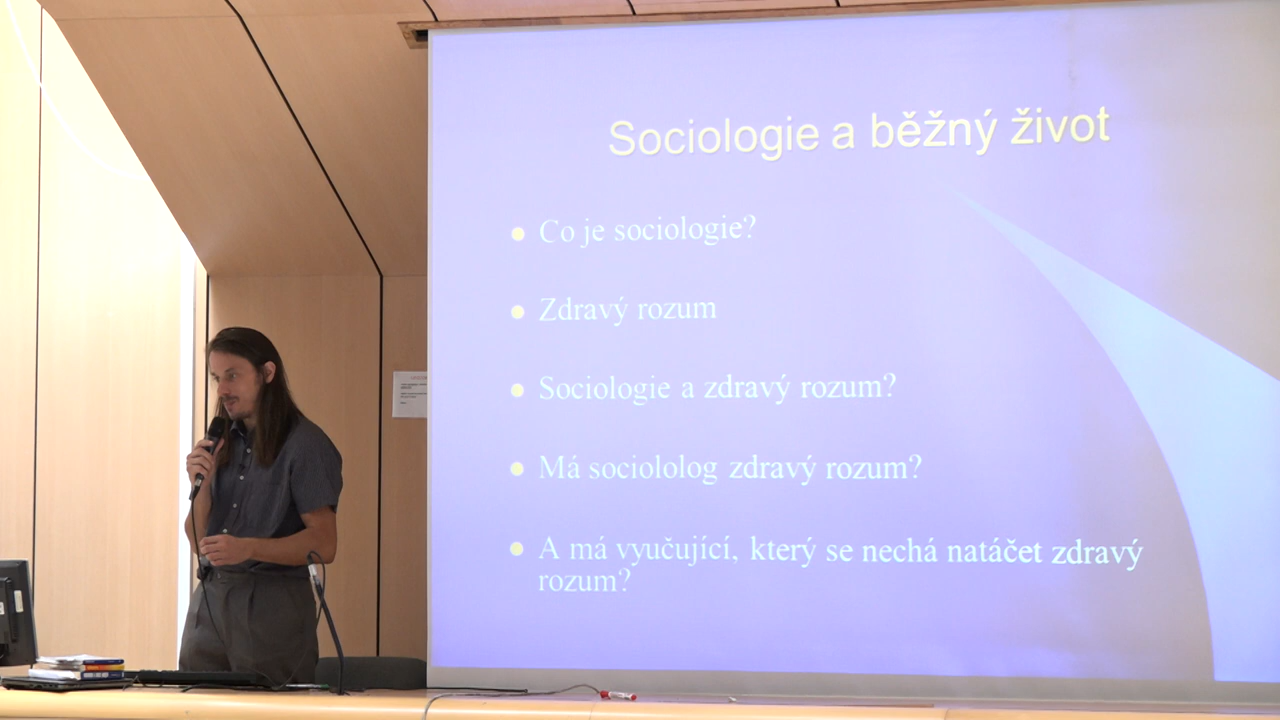 Sociologie a běžný život
Co je sociologie?
Zdravý rozum
Sociologie a zdravý rozum?
Má sociololog zdravý rozum?
A má vyučující, který se nechá natáčet zdravý
rozum?